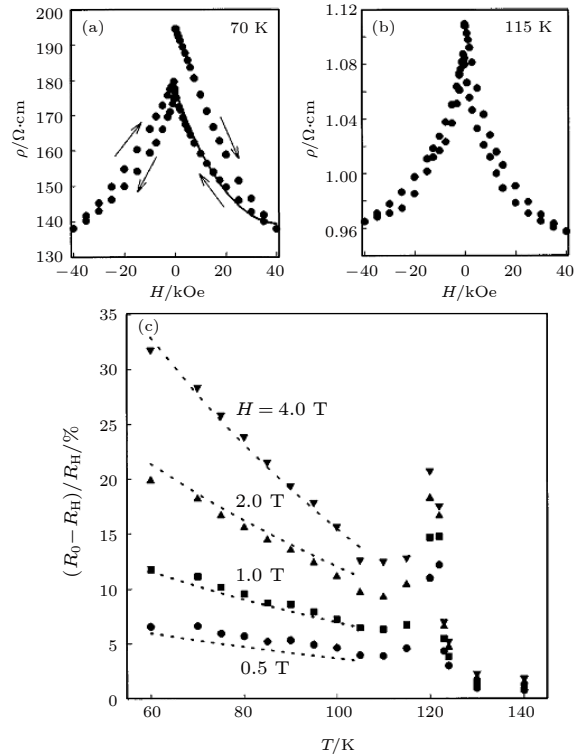 (a) 70 K
200
190
180
170
160
150
140
130
ρ/Ω·cm
−40 −20 0 20 40
H/kOe
(b) 115 K
1.12
1.08
1.04
1.00
0.96
ρ/Ω·cm
−40 −20 0 20 40
H/kOe
(c)
35
30
25
20
15
10
5
0
(R₀−R_H)/R_H/%
H = 4.0 T
2.0 T
1.0 T
0.5 T
60 80 100 120 140
T/K